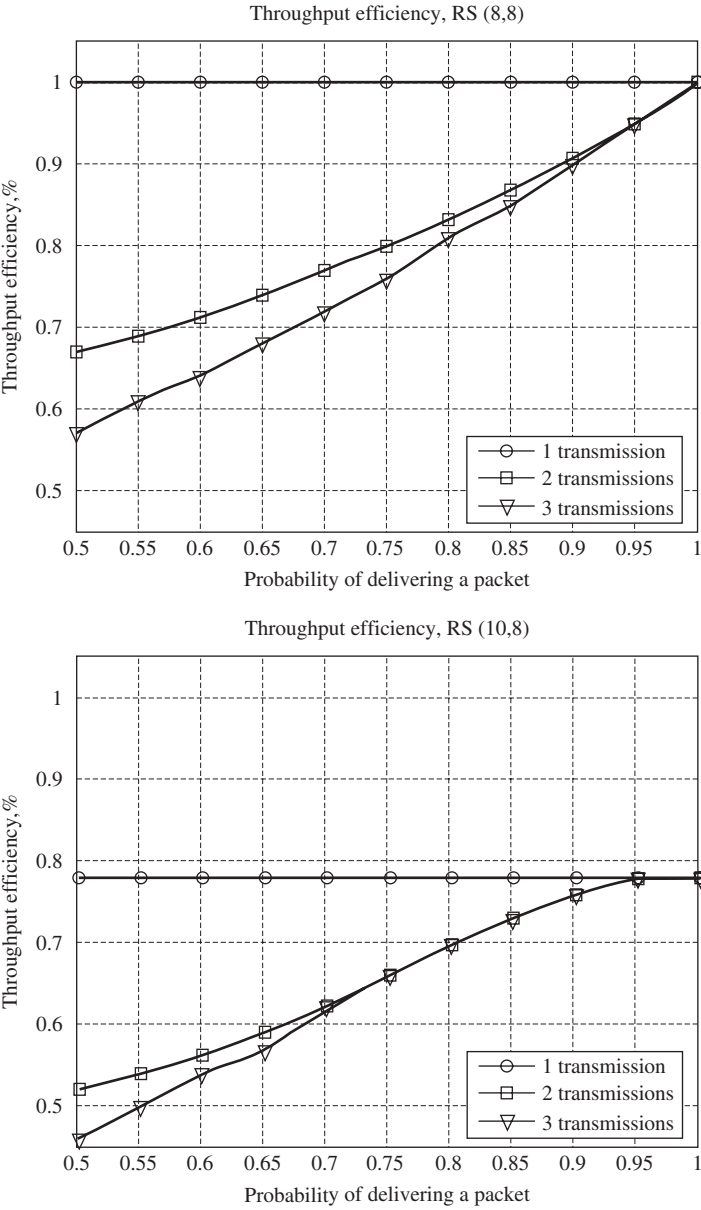 Throughput efficiency, RS (8,8)
Throughput efficiency,%
1
0.9
0.8
0.7
0.6
0.5
1 transmission
2 transmissions
3 transmissions
0.5 0.55 0.6 0.65 0.7 0.75 0.8 0.85 0.9 0.95 1
Probability of delivering a packet
Throughput efficiency, RS (10,8)
Throughput efficiency,%
1
0.9
0.8
0.7
0.6
0.5
1 transmission
2 transmissions
3 transmissions
0.5 0.55 0.6 0.65 0.7 0.75 0.8 0.85 0.9 0.95 1
Probability of delivering a packet